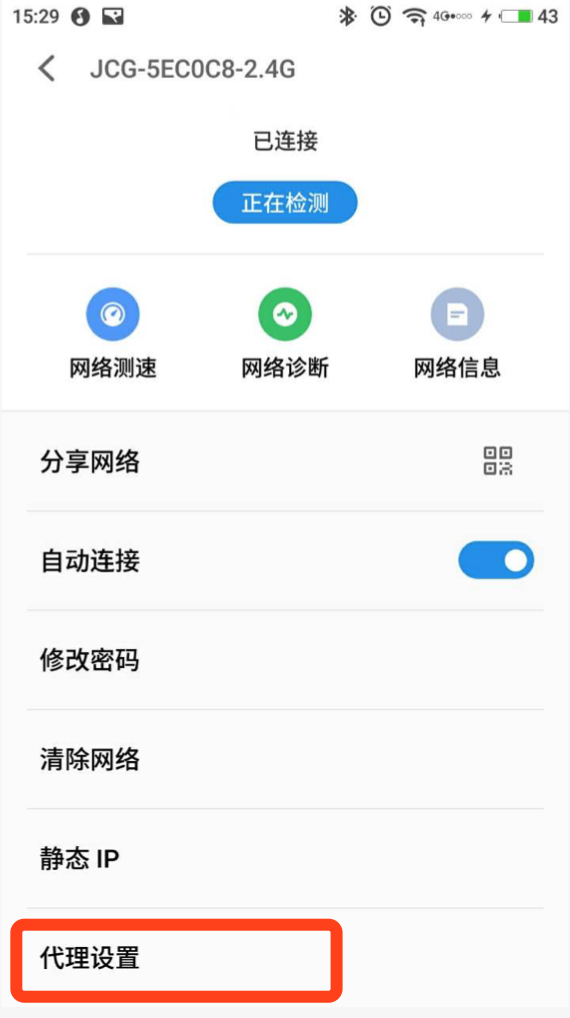 15:29 4G 43
JCG-5EC0C8-2.4G
已连接
正在检测
网络测速 网络诊断 网络信息
分享网络
自动连接
修改密码
清除网络
静态 IP
代理设置